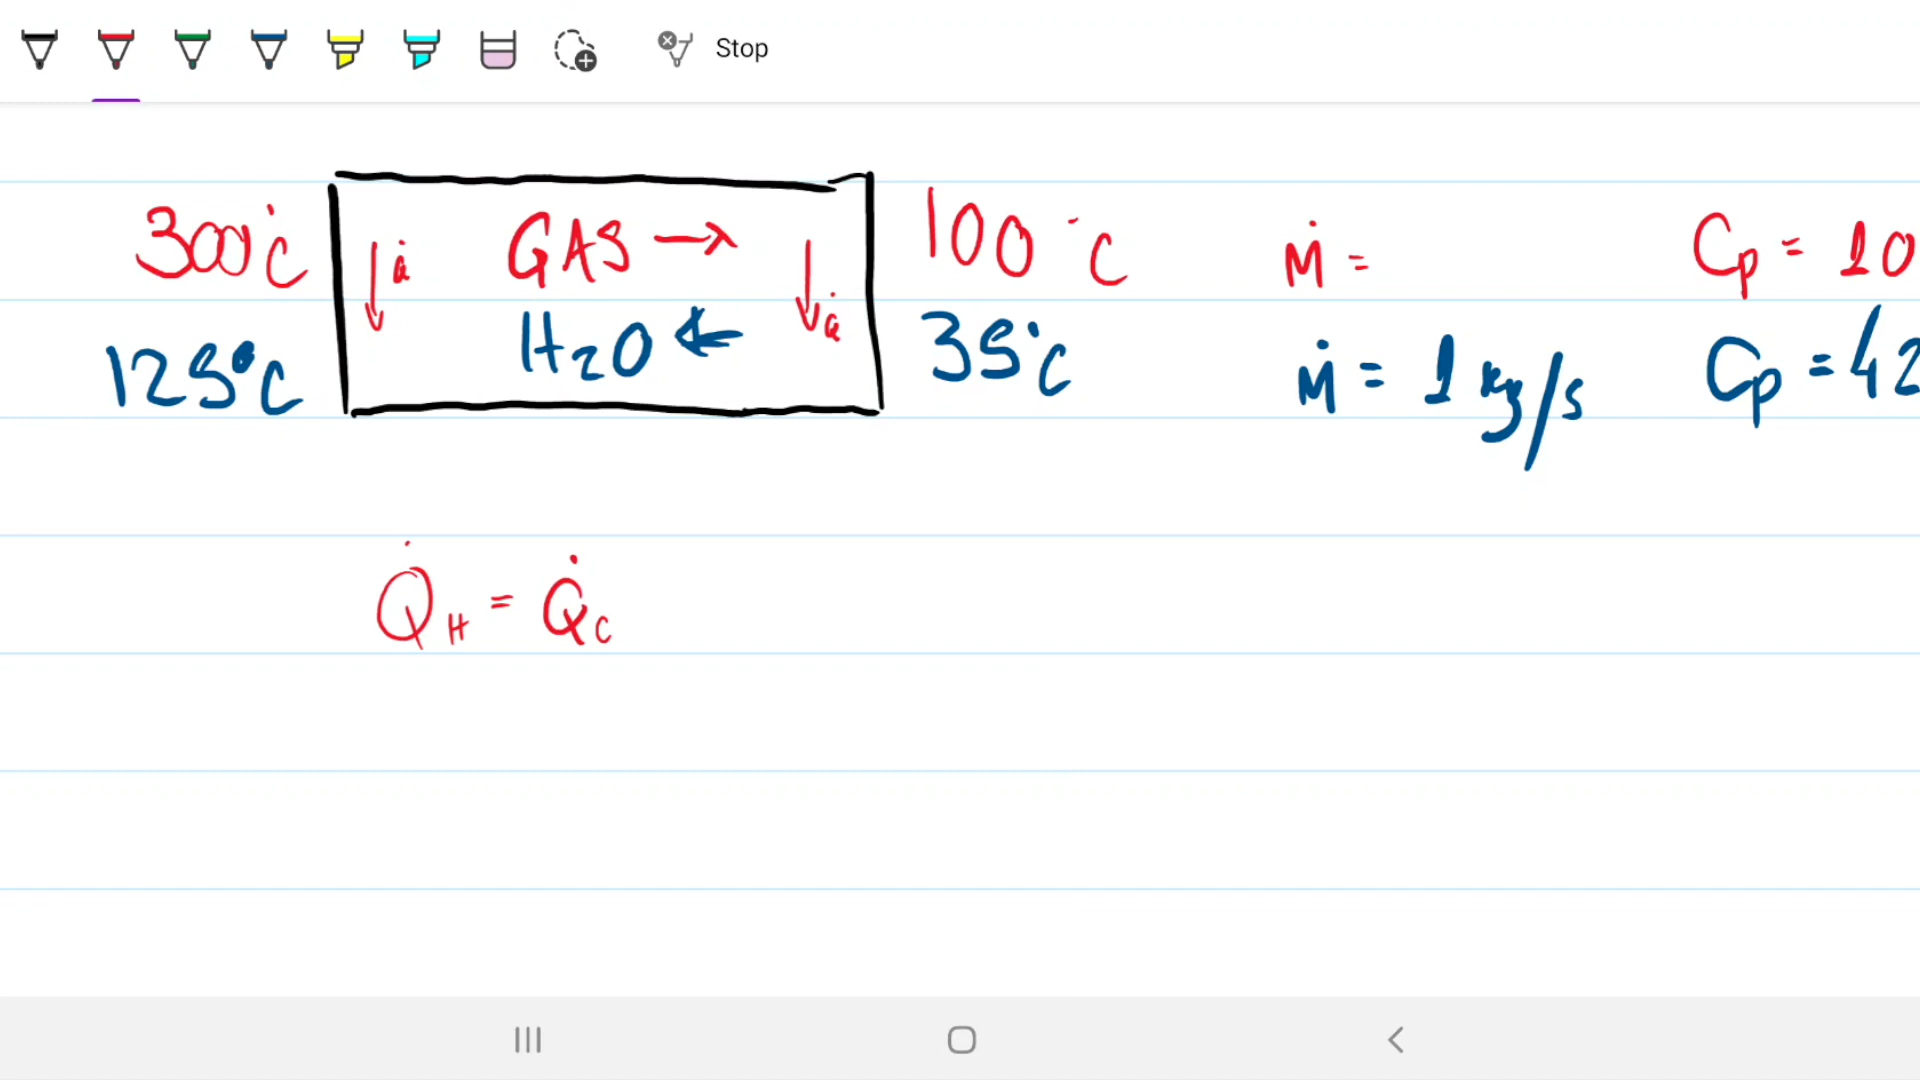 Stop
300°C GAS → 100°C ṁ = Cp = 10
125°C H2O ← 35°C ṁ = 1 kg/s Cp = 42
Q̇H = Q̇C